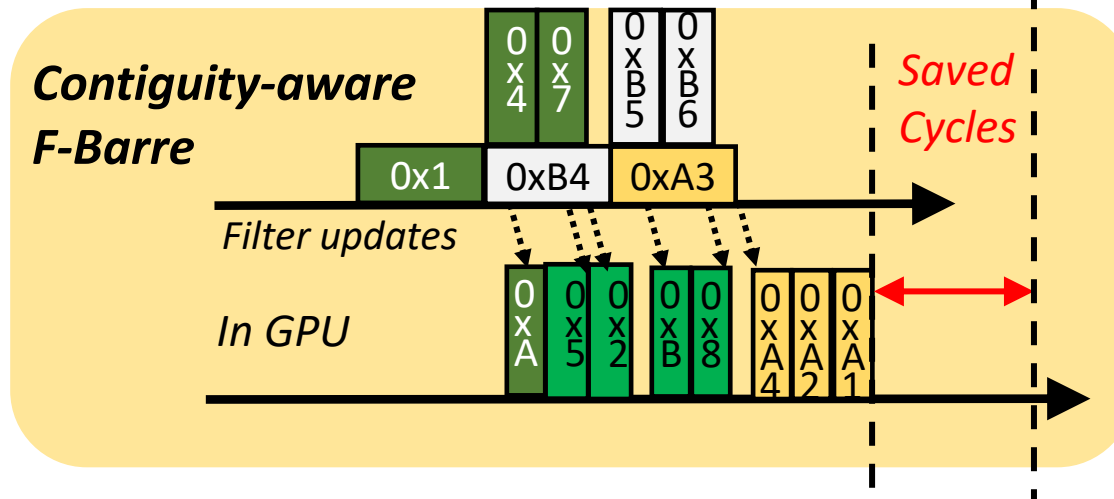 Contiguity-aware
F-Barre
0x4
0x7
0xB5
0xB6
Saved
Cycles
0x1
0xB4
0xA3
Filter updates
In GPU
0xA
0x5
0x2
0xB
0x8
0xA4
0xA2
0xA1